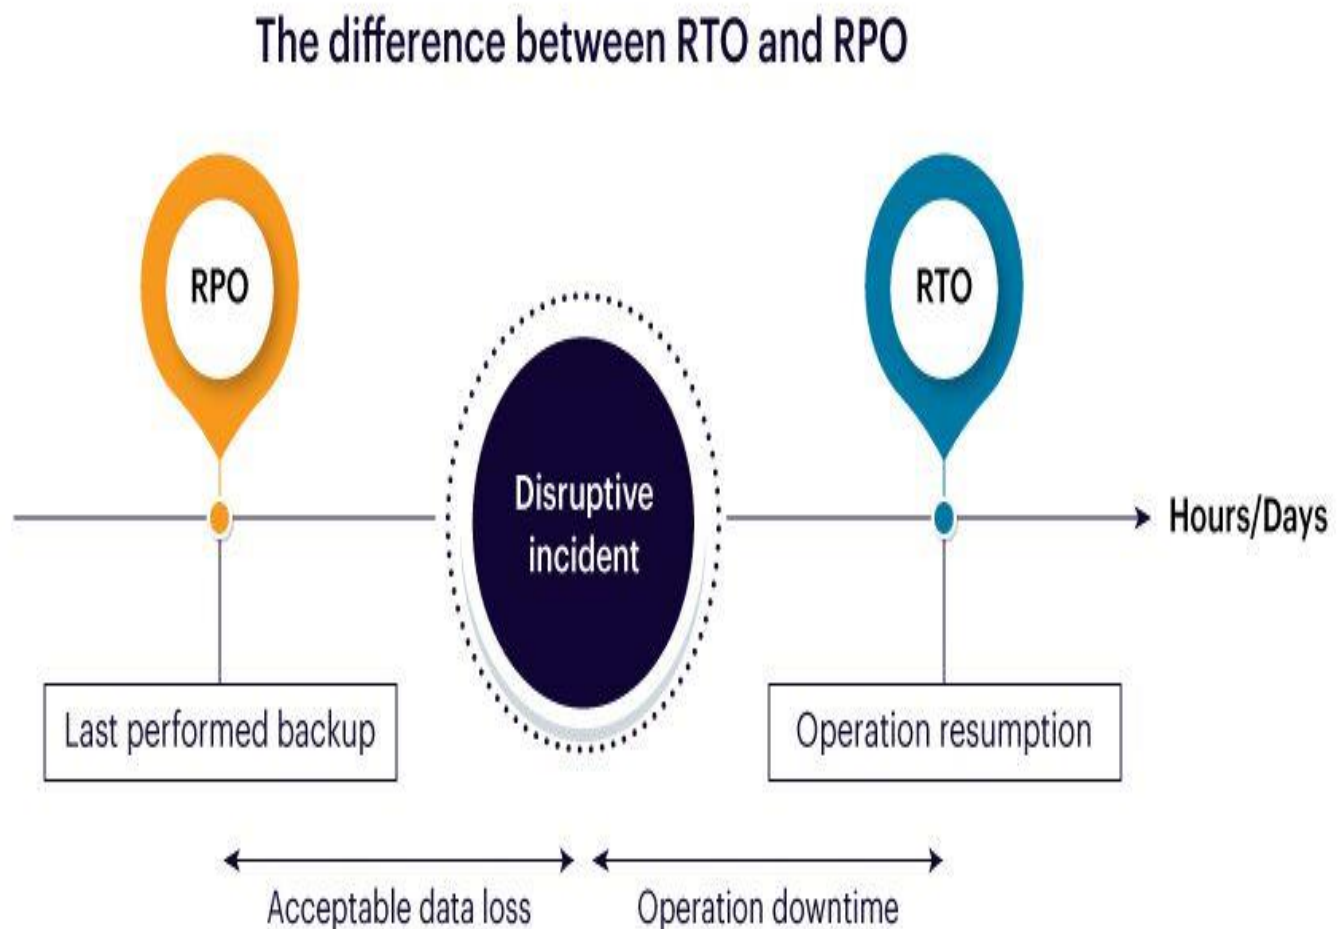 The difference between RTO and RPO
RPO
RTO
Disruptive
incident
Hours/Days
Last performed backup
Operation resumption
Acceptable data loss
Operation downtime